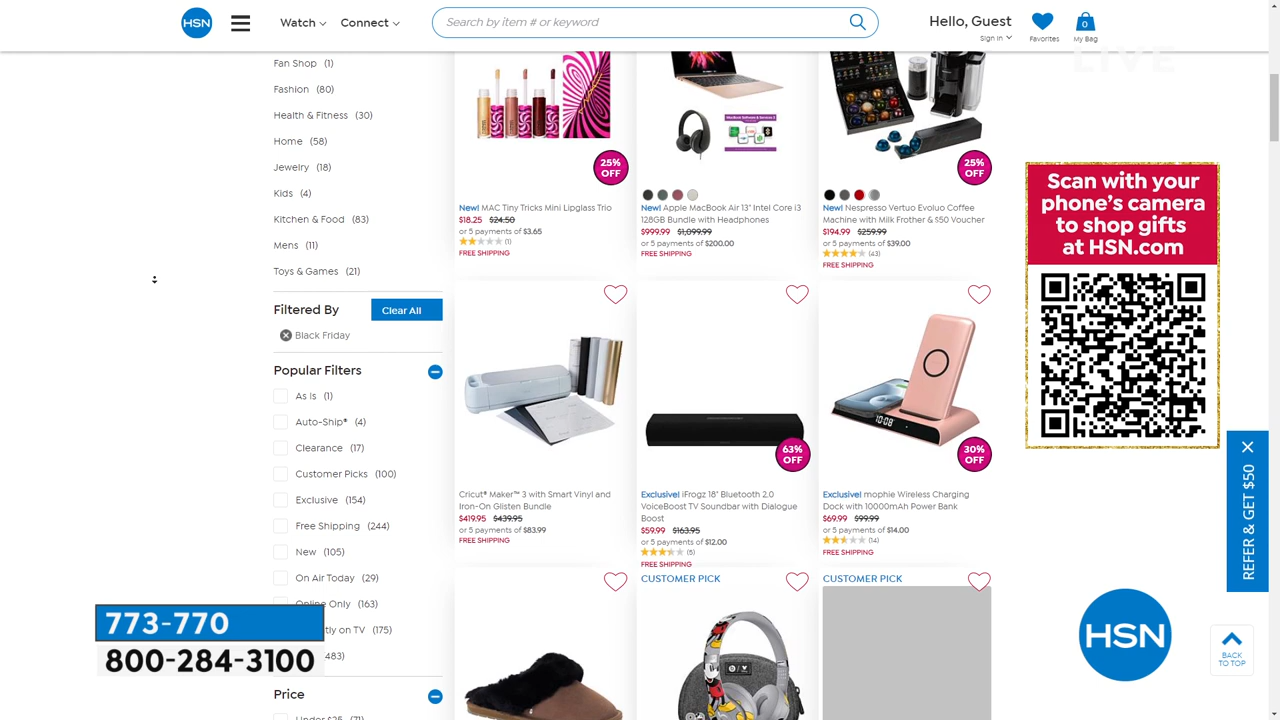 HSN
Watch
Connect
Search by item # or keyword
Hello, Guest
Sign In
Favorites
0
My Bag
LIVE
Fan Shop (1)
Fashion (80)
Health & Fitness (30)
Home (58)
Jewelry (18)
Kids (4)
Kitchen & Food (83)
Mens (11)
Toys & Games (21)
Filtered By
Clear All
Black Friday
Popular Filters
As Is (1)
Auto-Ship® (4)
Clearance (17)
Customer Picks (100)
Exclusive (154)
Free Shipping (244)
New (105)
On Air Today (29)
Online Only (163)
tly on TV (175)
483)
Price
Under $25 (71)
773-770
800-284-3100
25%
OFF
New! MAC Tiny Tricks Mini Lipglass Trio
$18.25 $24.50
or 5 payments of $3.65
(1)
FREE SHIPPING
New! Apple MacBook Air 13" Intel Core i3
128GB Bundle with Headphones
$999.99 $1,099.99
or 5 payments of $200.00
FREE SHIPPING
25%
OFF
New! Nespresso Vertuo Evoluo Coffee
Machine with Milk Frother & $50 Voucher
$194.99 $259.99
or 5 payments of $39.00
(43)
FREE SHIPPING
Cricut® Maker™ 3 with Smart Vinyl and
Iron-On Glisten Bundle
$419.95 $439.95
or 5 payments of $83.99
FREE SHIPPING
63%
OFF
Exclusive! iFrogz 18" Bluetooth 2.0
VoiceBoost TV Soundbar with Dialogue
Boost
$59.99 $163.95
or 5 payments of $12.00
(5)
FREE SHIPPING
10:08
30%
OFF
Exclusive! mophie Wireless Charging
Dock with 10000mAh Power Bank
$69.99 $99.99
or 5 payments of $14.00
(14)
FREE SHIPPING
CUSTOMER PICK
CUSTOMER PICK
Scan with your
phone's camera
to shop gifts
at HSN.com
REFER & GET $50
HSN
BACK
TO TOP